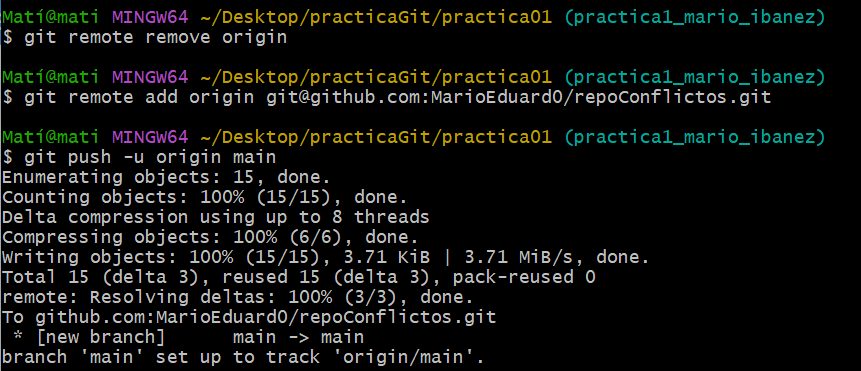 Matí@mati MINGW64 ~/Desktop/practicaGit/practica01 (practica1_mario_ibanez)
$ git remote remove origin
Matí@mati MINGW64 ~/Desktop/practicaGit/practica01 (practica1_mario_ibanez)
$ git remote add origin git@github.com:MarioEduard0/repoConflictos.git
Matí@mati MINGW64 ~/Desktop/practicaGit/practica01 (practica1_mario_ibanez)
$ git push -u origin main
Enumerating objects: 15, done.
Counting objects: 100% (15/15), done.
Delta compression using up to 8 threads
Compressing objects: 100% (6/6), done.
Writing objects: 100% (15/15), 3.71 KiB | 3.71 MiB/s, done.
Total 15 (delta 3), reused 15 (delta 3), pack-reused 0
remote: Resolving deltas: 100% (3/3), done.
To github.com:MarioEduard0/repoConflictos.git
 * [new branch]      main -> main
branch 'main' set up to track 'origin/main'.